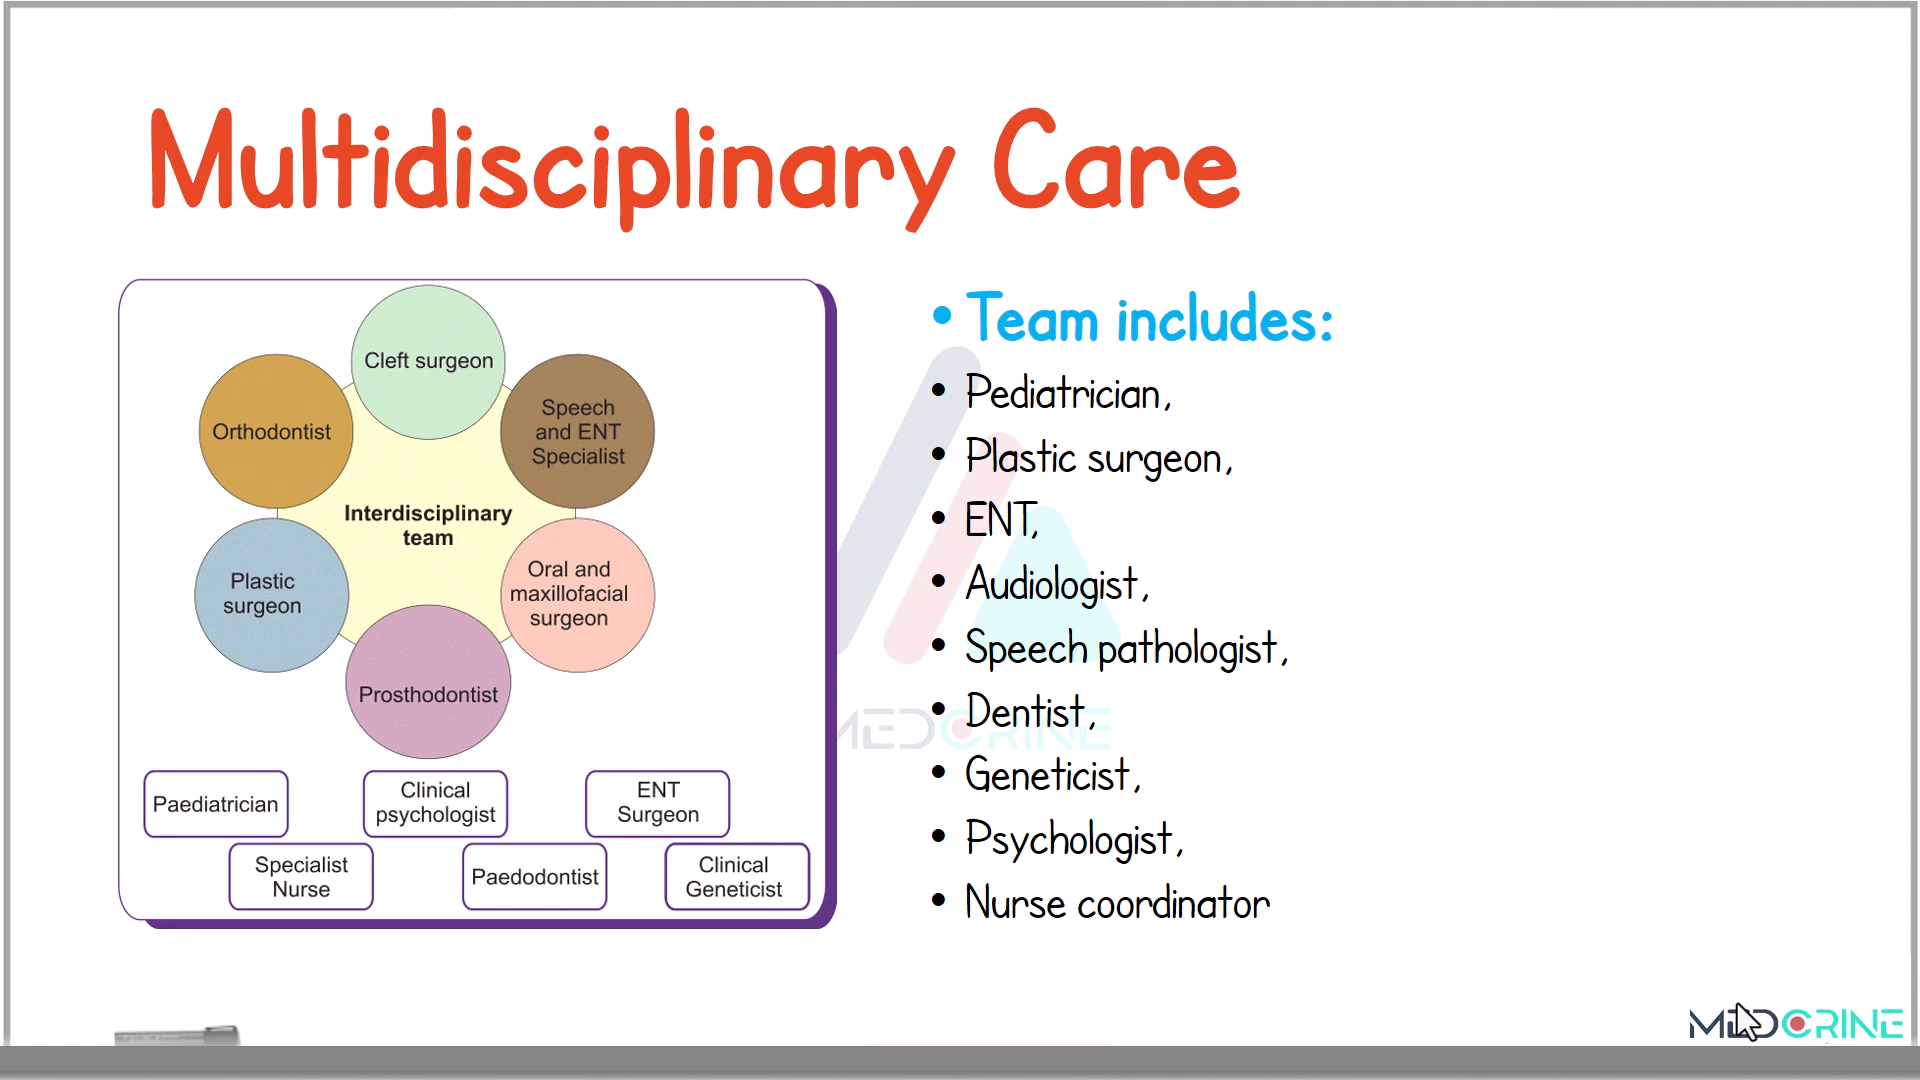 Multidisciplinary Care
Cleft surgeon
Orthodontist
Speech
and ENT
Specialist
Interdisciplinary
team
Plastic
surgeon
Oral and
maxillofacial
surgeon
Prosthodontist
Paediatrician
Clinical
psychologist
ENT
Surgeon
Specialist
Nurse
Paedodontist
Clinical
Geneticist
• Team includes:
• Pediatrician,
• Plastic surgeon,
• ENT,
• Audiologist,
• Speech pathologist,
• Dentist,
• Geneticist,
• Psychologist,
• Nurse coordinator
MEDCRINE
MEDCRINE